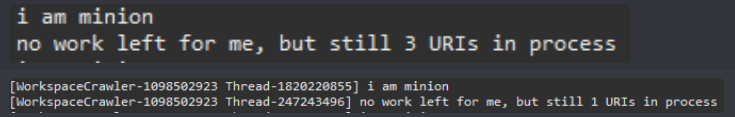 i am minion
no work left for me, but still 3 URIs in process
[WorkspaceCrawler-1098502923 Thread-1820220855] i am minion
[WorkspaceCrawler-1098502923 Thread-247243496] no work left for me, but still 1 URIs in process